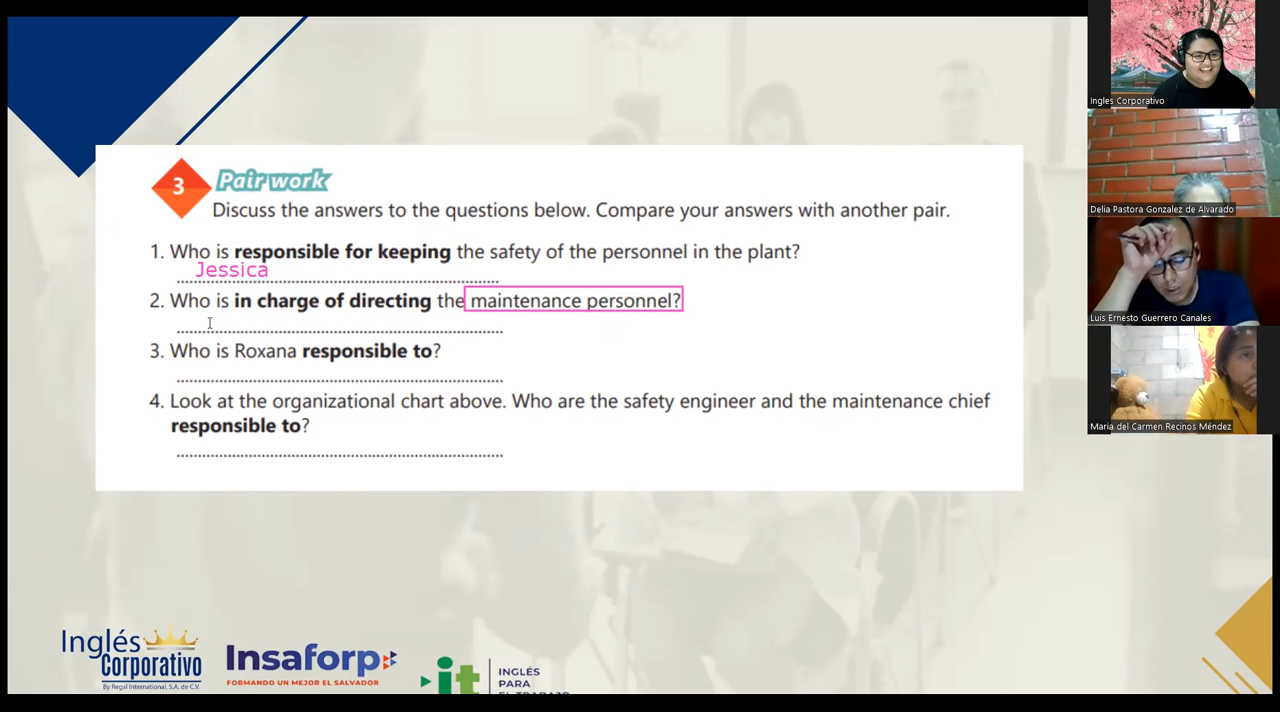 3 Pair work
Discuss the answers to the questions below. Compare your answers with another pair.
1. Who is responsible for keeping the safety of the personnel in the plant?
Jessica
2. Who is in charge of directing the maintenance personnel?
3. Who is Roxana responsible to?
4. Look at the organizational chart above. Who are the safety engineer and the maintenance chief
responsible to?
Inglés
Corporativo
By Regal International, S.A. de C.V.
Insaforp
FORMANDO UN MEJOR EL SALVADOR
it
INGLÉS
PARA
EL TRABAJO
Ingles Corporativo
Delia Pastora Gonzalez de Alvarado
Luis Ernesto Guerrero Canales
Maria del Carmen Recinos Méndez